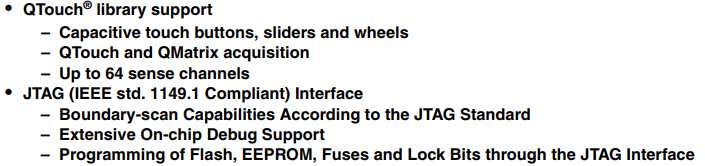 • QTouch® library support
– Capacitive touch buttons, sliders and wheels
– QTouch and QMatrix acquisition
– Up to 64 sense channels
• JTAG (IEEE std. 1149.1 Compliant) Interface
– Boundary-scan Capabilities According to the JTAG Standard
– Extensive On-chip Debug Support
– Programming of Flash, EEPROM, Fuses and Lock Bits through the JTAG Interface